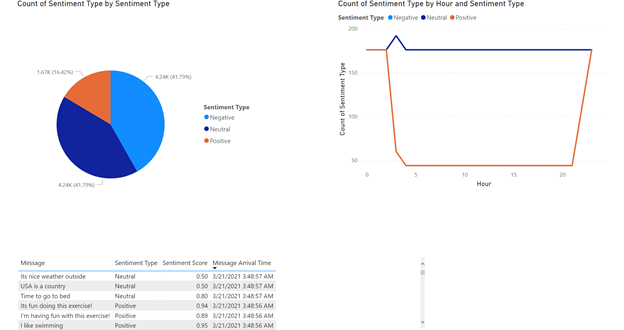 Count of Sentiment Type by Sentiment Type
1.67K (16.42%)
4.24K (41.79%)
4.24K (41.79%)
Sentiment Type
Negative
Neutral
Positive
Count of Sentiment Type by Hour and Sentiment Type
Sentiment Type Negative Neutral Positive
Count of Sentiment Type
200
150
100
50
0 5 10 15 20
Hour
Message Sentiment Type Sentiment Score Message Arrival Time
Its nice weather outside Neutral 0.50 3/21/2021 3:48:57 AM
USA is a country Neutral 0.50 3/21/2021 3:48:57 AM
Time to go to bed Neutral 0.80 3/21/2021 3:48:57 AM
Its fun doing this exercise! Positive 0.94 3/21/2021 3:48:56 AM
I'm having fun with this exercise! Positive 0.89 3/21/2021 3:48:56 AM
I like swimming Positive 0.95 3/21/2021 3:48:56 AM